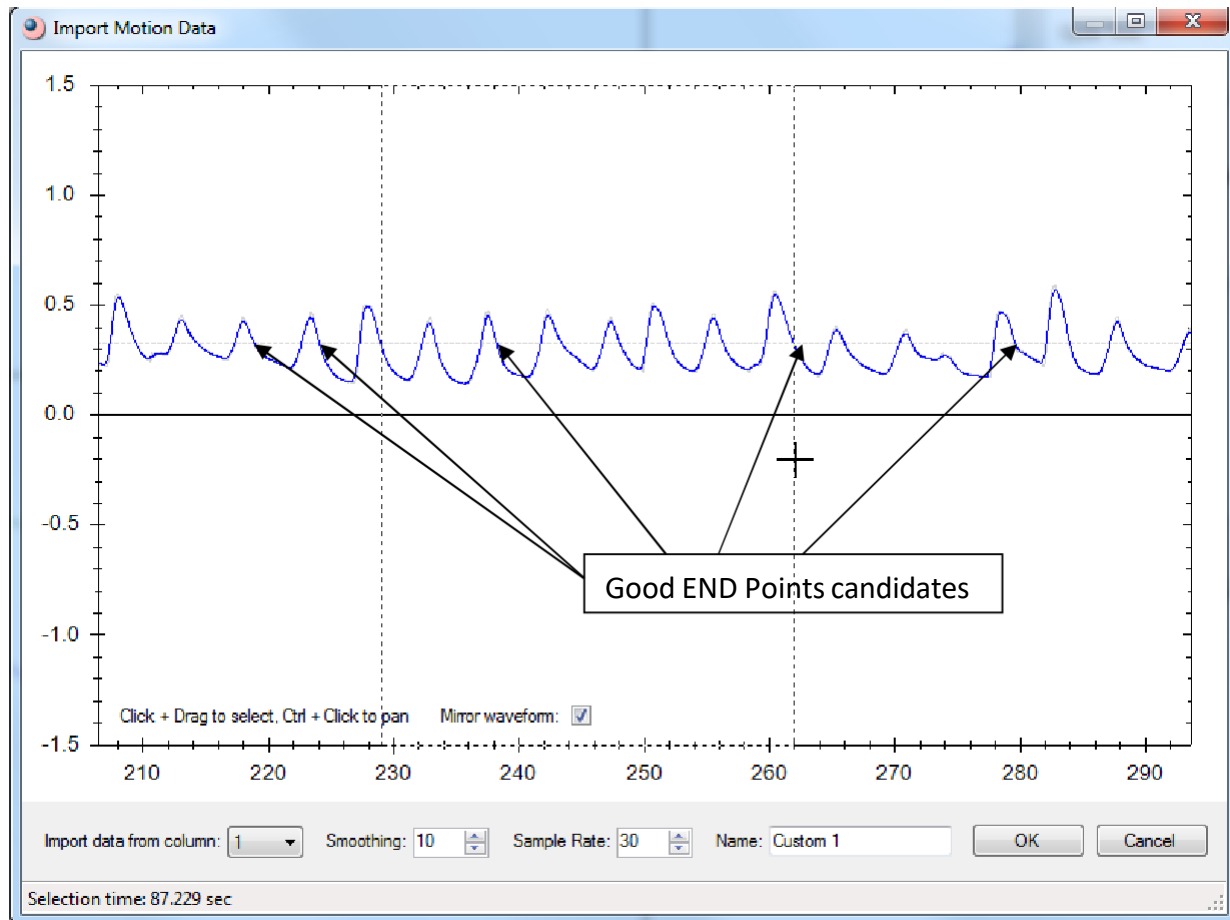 Import Motion Data
1.5
1.0
0.5
0.0
-0.5
-1.0
-1.5
Good END Points candidates
Click + Drag to select, Ctrl + Click to pan Mirror waveform:
210 220 230 240 250 260 270 280 290
Import data from column: 1 Smoothing: 10 Sample Rate: 30 Name: Custom 1 OK Cancel
Selection time: 87.229 sec